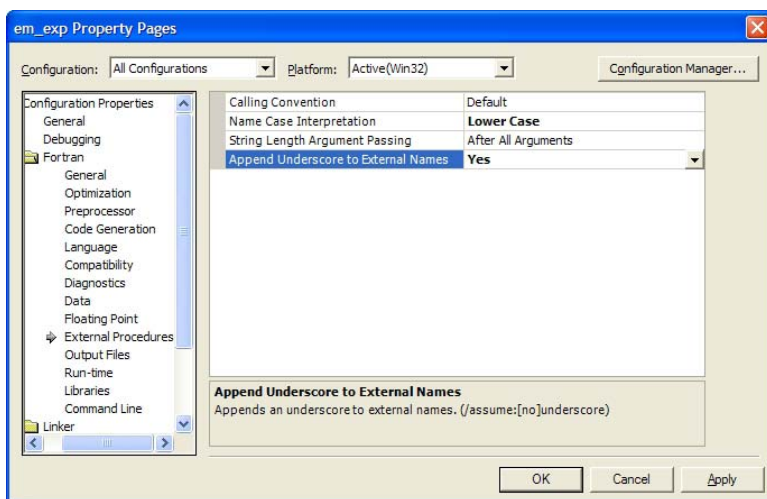 em_exp Property Pages
Configuration: All Configurations Platform: Active(Win32) Configuration Manager...
Configuration Properties
General
Debugging
Fortran
General
Optimization
Preprocessor
Code Generation
Language
Compatibility
Diagnostics
Data
Floating Point
External Procedures
Output Files
Run-time
Libraries
Command Line
Linker
Calling Convention Default
Name Case Interpretation Lower Case
String Length Argument Passing After All Arguments
Append Underscore to External Names Yes
Append Underscore to External Names
Appends an underscore to external names. (/assume:[no]underscore)
OK Cancel Apply